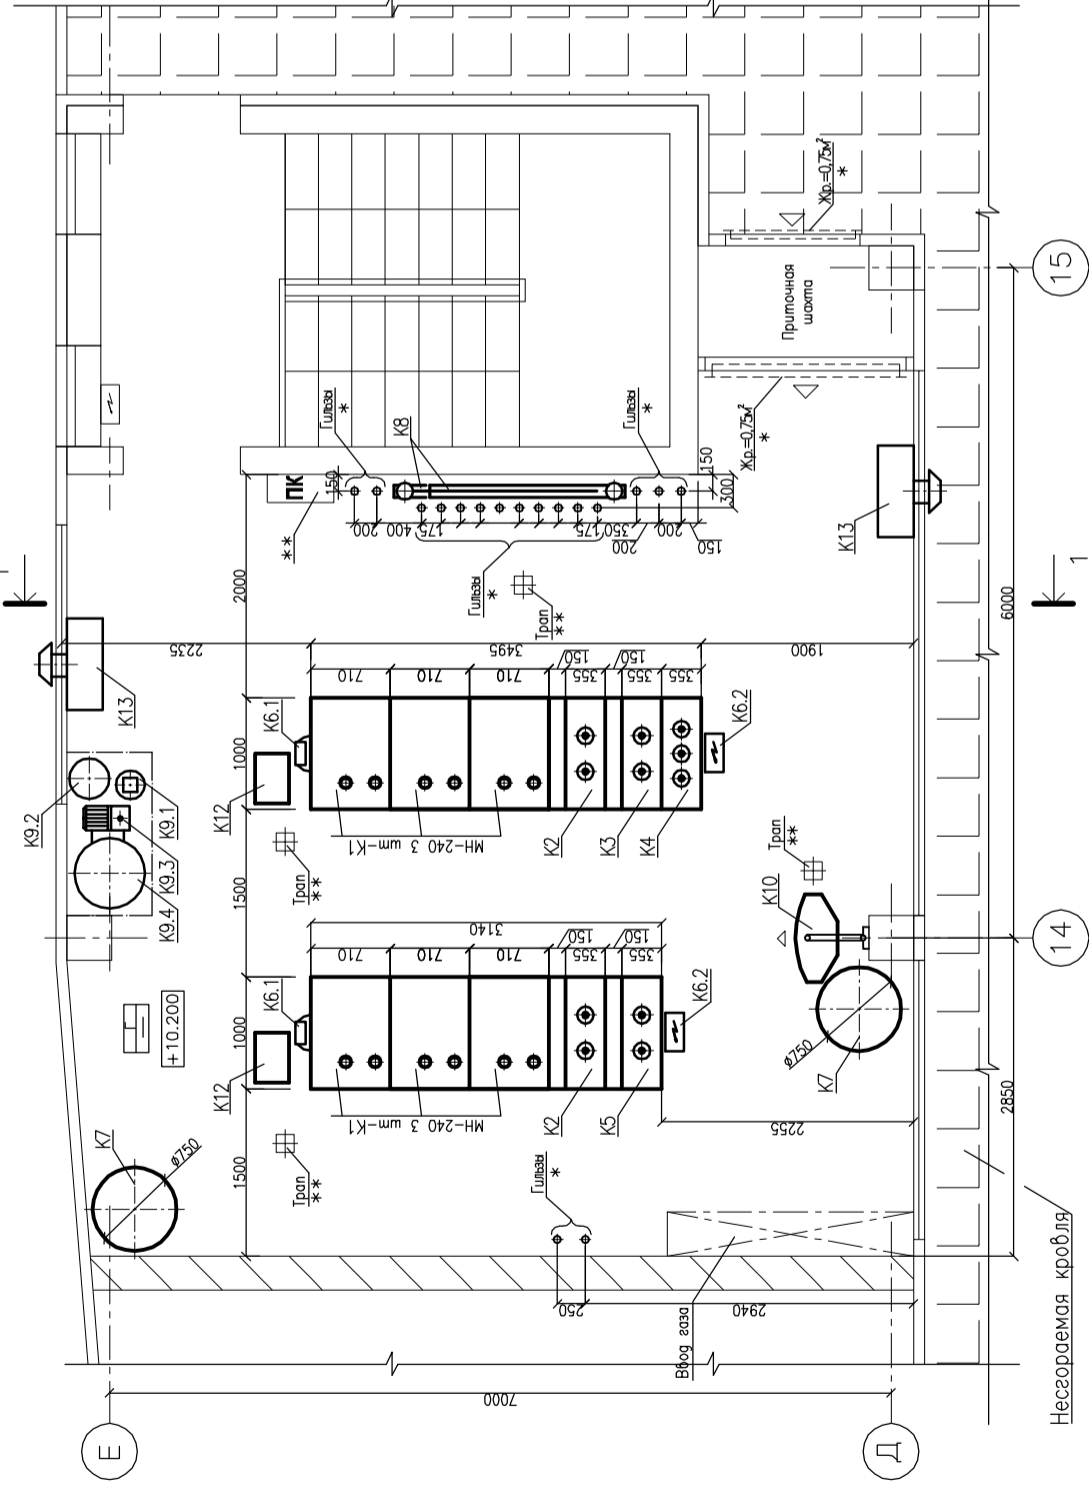 Жр.=0,75м²
*
15
Приточная
шахта
Гильзы
*
К8
Гильзы
*
Жр.=0,75м²
*
ПК
150
**
200
400
175
175
350
200
200
150
300
150
К13
Гильзы
*
Трап
**
1
1
2000
2235
3495
1900
6000
710
710
710
150
355
150
355
355
К13
К6.1
К6.2
1000
К12
К9.2
К9.1
К9.3
К9.4
МН-240 3 шт-К1
К2
К3
К4
Трап
**
Трап
**
К10
1500
3140
710
710
710
150
355
150
355
14
+10.200
К6.1
К6.2
1000
К12
ø750
К7
МН-240 3 шт-К1
К2
К5
2255
2850
К7
ø750
1500
Трап
**
Гильзы
*
250
2940
Ввод газа
Несгораемая кровля
7000
Е
Д